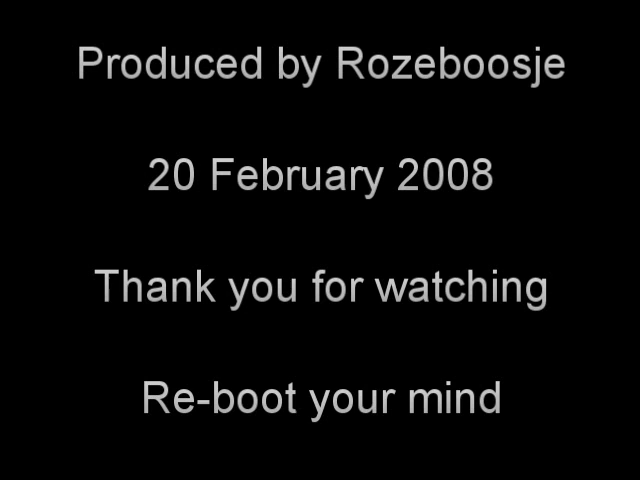 Produced by Rozeboosje
20 February 2008
Thank you for watching
Re-boot your mind